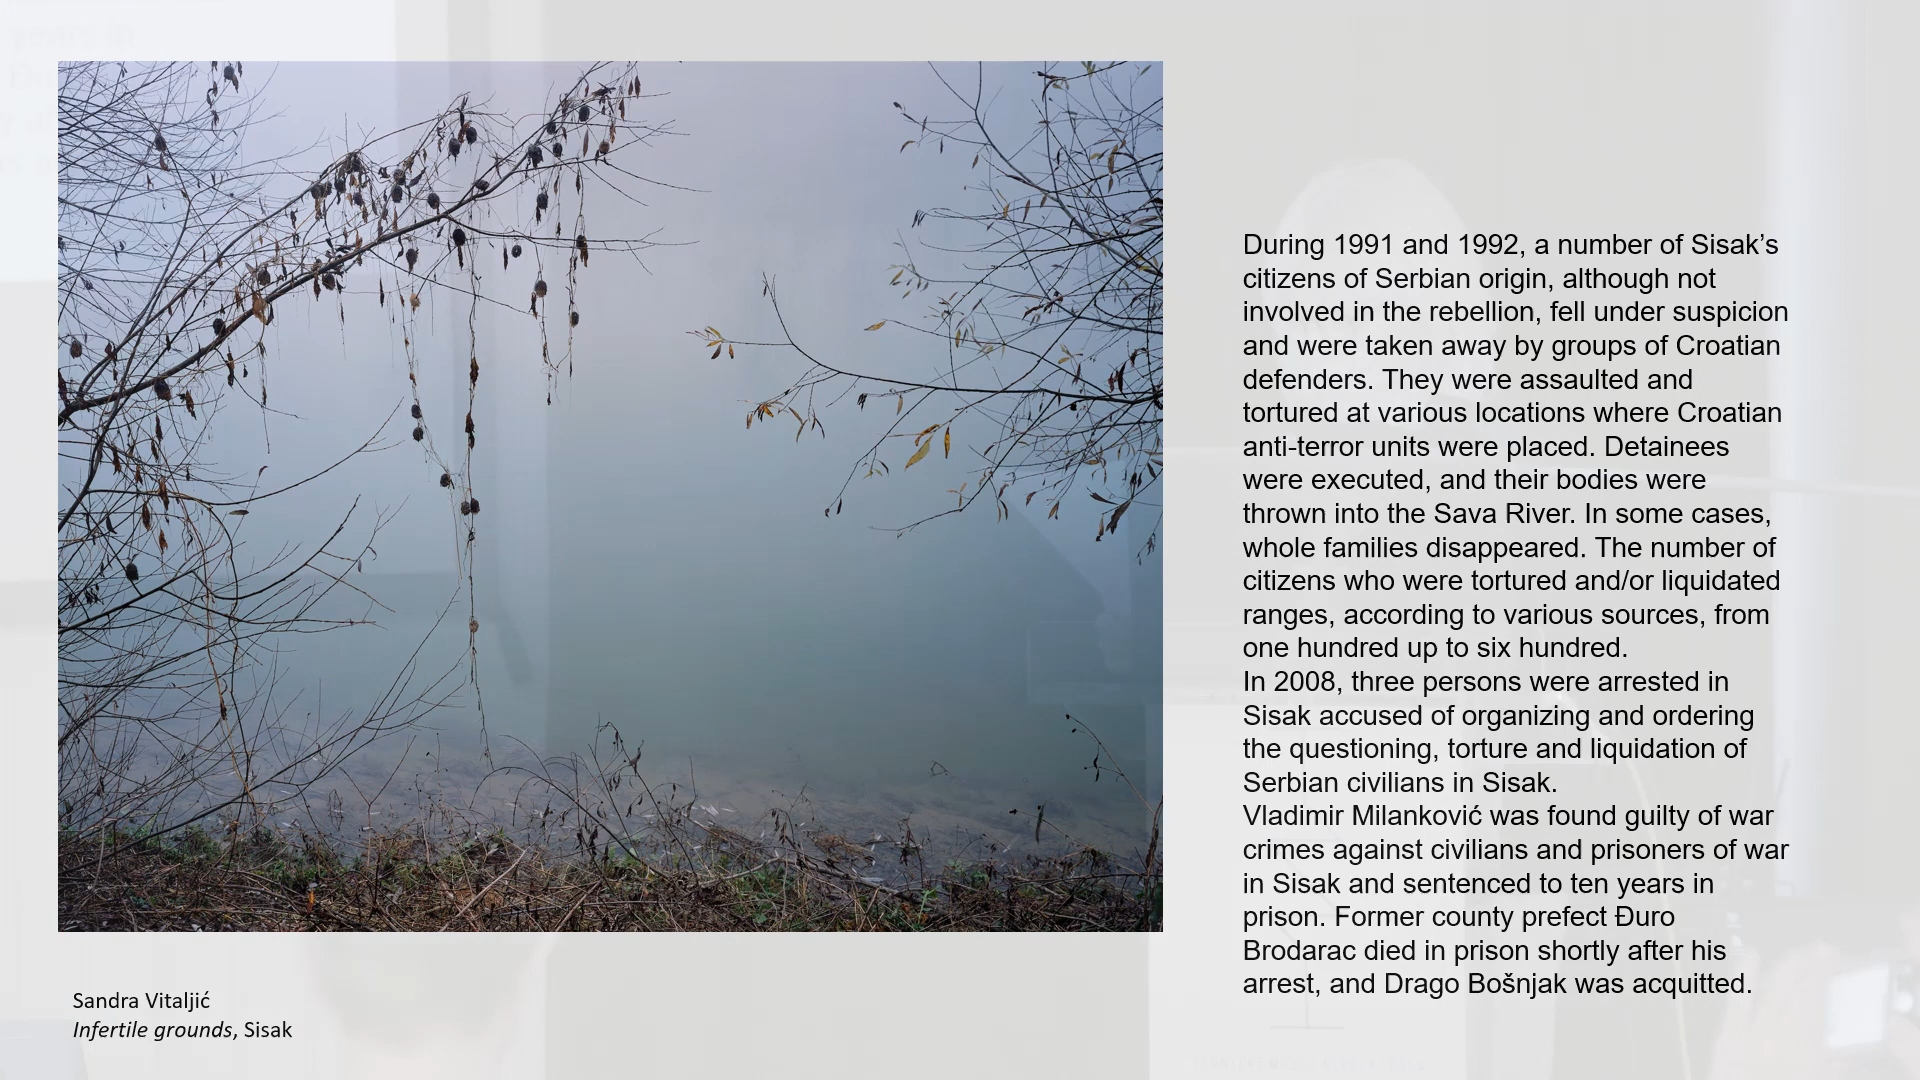 During 1991 and 1992, a number of Sisak’s
citizens of Serbian origin, although not
involved in the rebellion, fell under suspicion
and were taken away by groups of Croatian
defenders. They were assaulted and
tortured at various locations where Croatian
anti-terror units were placed. Detainees
were executed, and their bodies were
thrown into the Sava River. In some cases,
whole families disappeared. The number of
citizens who were tortured and/or liquidated
ranges, according to various sources, from
one hundred up to six hundred.
In 2008, three persons were arrested in
Sisak accused of organizing and ordering
the questioning, torture and liquidation of
Serbian civilians in Sisak.
Vladimir Milanković was found guilty of war
crimes against civilians and prisoners of war
in Sisak and sentenced to ten years in
prison. Former county prefect Đuro
Brodarac died in prison shortly after his
arrest, and Drago Bošnjak was acquitted.
Sandra Vitaljić
Infertile grounds, Sisak